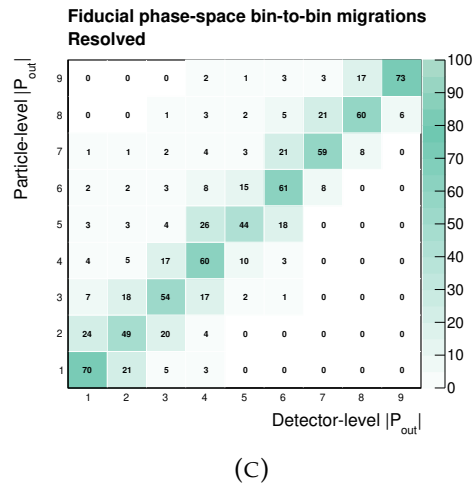 Fiducial phase-space bin-to-bin migrations
Resolved
Particle-level |P_out|
9 0 0 0 2 1 3 3 17 73
8 0 0 1 3 2 5 21 60 6
7 1 1 2 4 3 21 59 8 0
6 2 2 3 8 15 61 8 0 0
5 3 3 4 26 44 18 0 0 0
4 4 5 17 60 10 3 0 0 0
3 7 18 54 17 2 1 0 0 0
2 24 49 20 4 0 0 0 0 0
1 70 21 5 3 0 0 0 0 0
1 2 3 4 5 6 7 8 9
Detector-level |P_out|
100
90
80
70
60
50
40
30
20
10
0
(C)